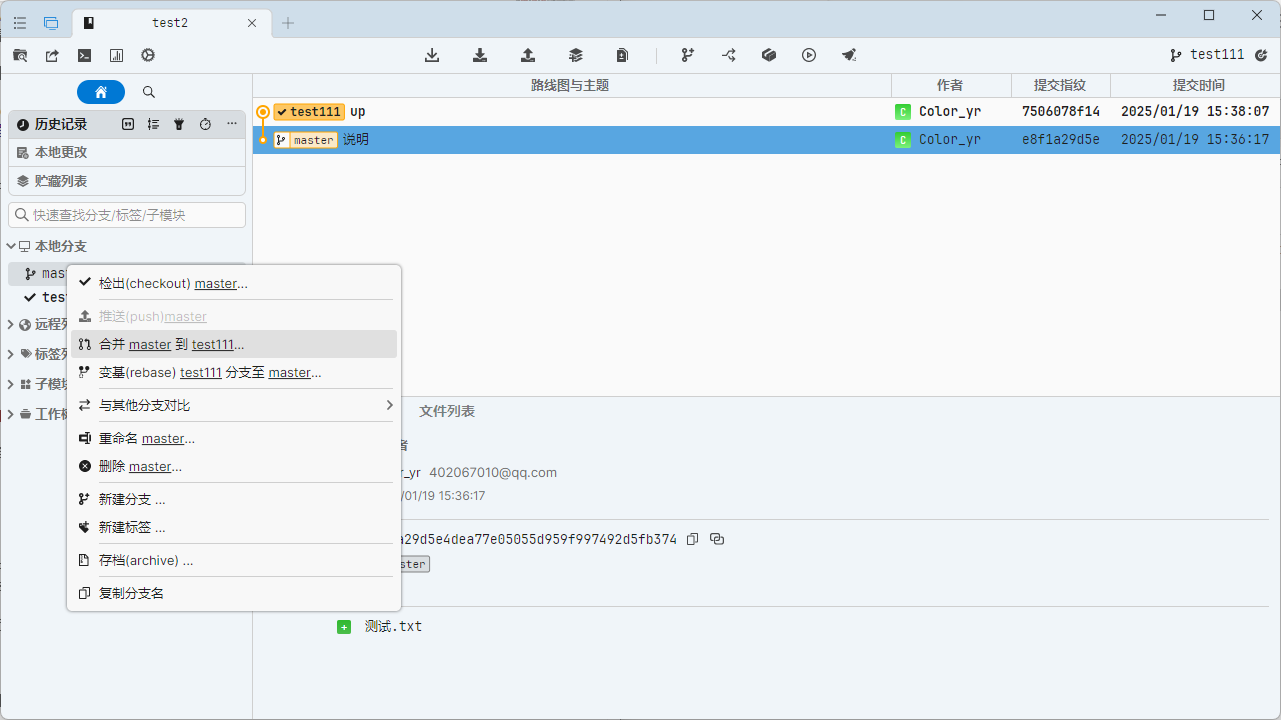 test2
test111
路线图与主题 作者 提交指纹 提交时间
test111 up Color_yr 7506078f14 2025/01/19 15:38:07
master 说明 Color_yr e8f1a29d5e 2025/01/19 15:36:17
历史记录
本地更改
贮藏列表
快速查找分支/标签/子模块
本地分支
mas
tes
远程
标签
子模
工作
检出(checkout) master...
推送(push)master
合并 master 到 test111...
变基(rebase) test111 分支至 master...
与其他分支对比
重命名 master...
删除 master...
新建分支 ...
新建标签 ...
存档(archive) ...
复制分支名
文件列表
者
r_yr 402067010@qq.com
/01/19 15:36:17
a29d5e4dea77e05055d959f997492d5fb374
ster
测试.txt